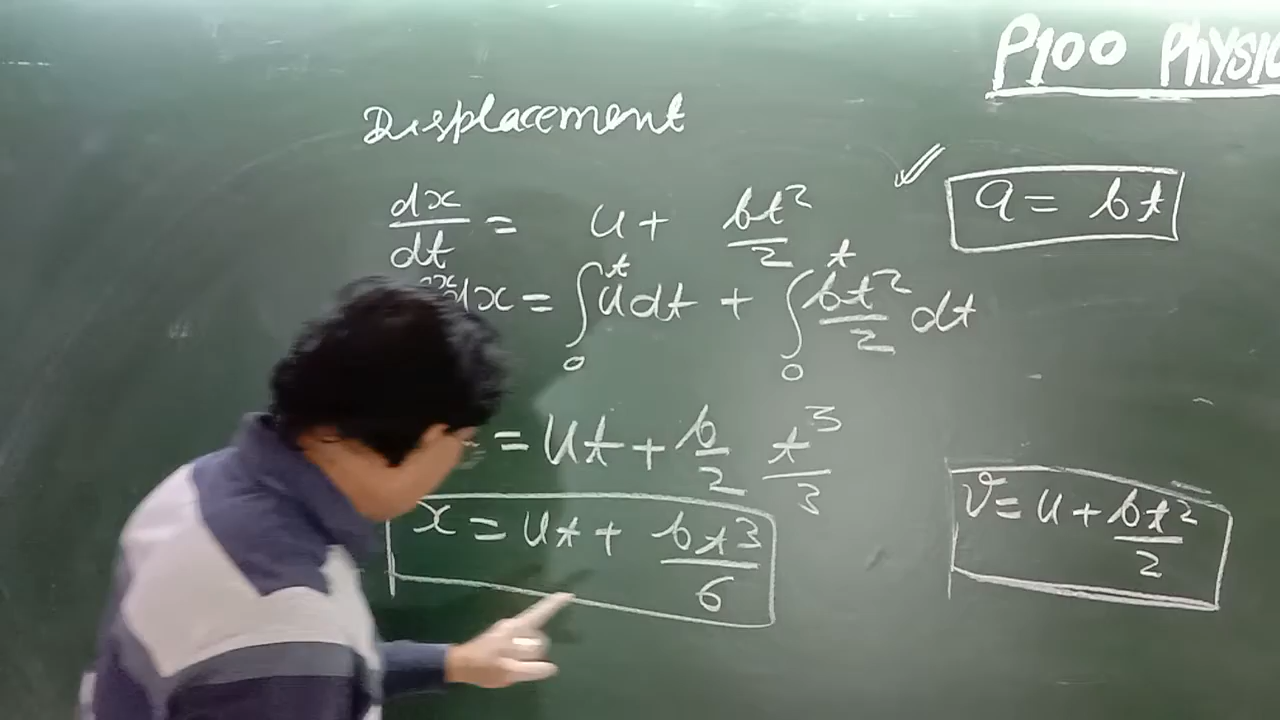 P100 Physic
Displacement
a = bt
dx/dt = u + bt²/2
dx = ∫₀ᵗ u dt + ∫₀ᵗ bt²/2 dt
= ut + b/2 t³/3
x = ut + bt³/6
v = u + bt²/2